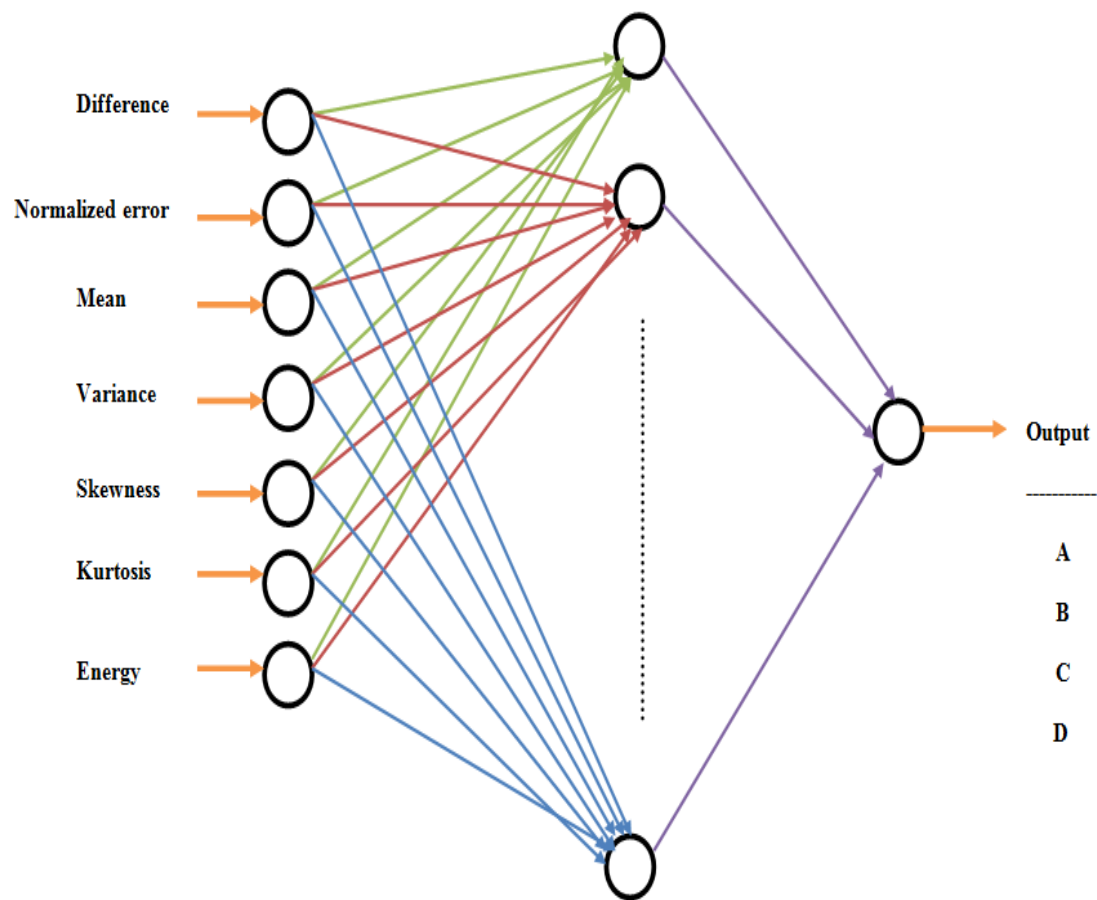 Difference
Normalized error
Mean
Variance
Skewness
Kurtosis
Energy
Output
-----------
A
B
C
D